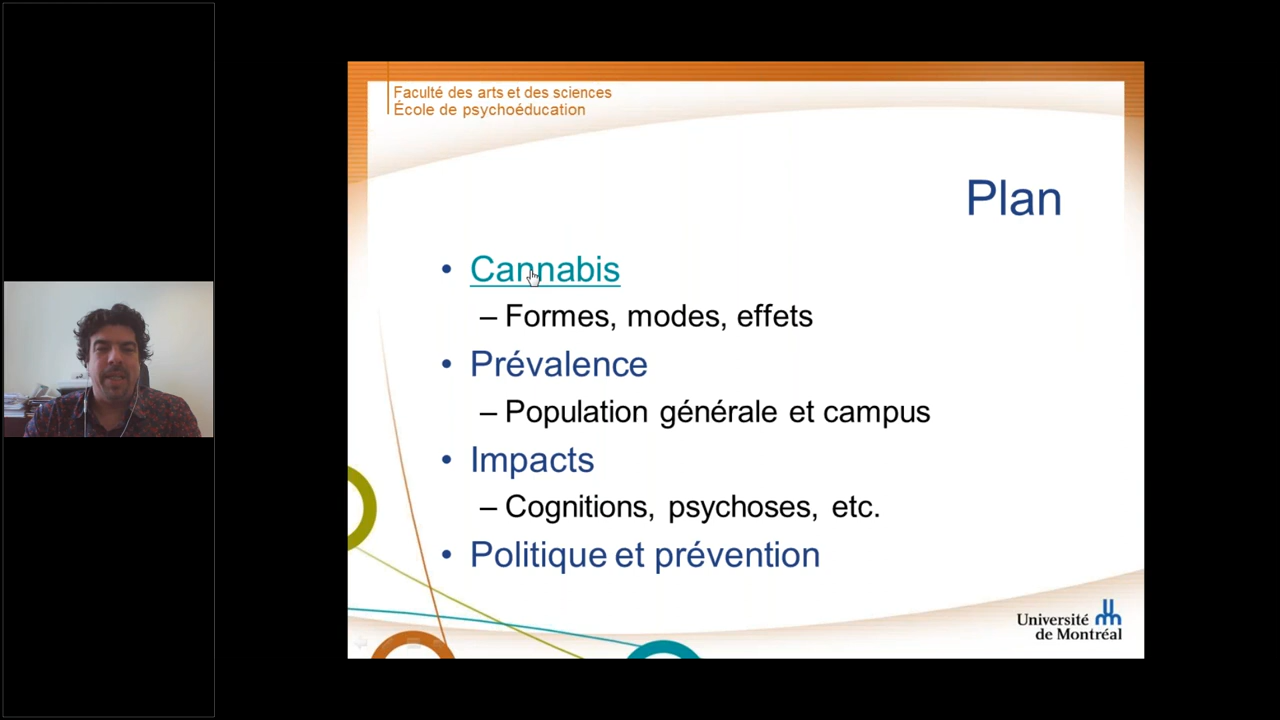 Faculté des arts et des sciences
École de psychoéducation
Plan
• Cannabis
– Formes, modes, effets
• Prévalence
– Population générale et campus
• Impacts
– Cognitions, psychoses, etc.
• Politique et prévention
Université
de Montréal